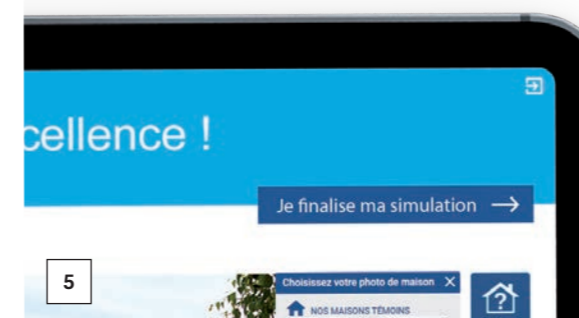 cellence !
Je finalise ma simulation →
5
Choisissez votre photo de maison X
NOS MAISONS TÉMOINS